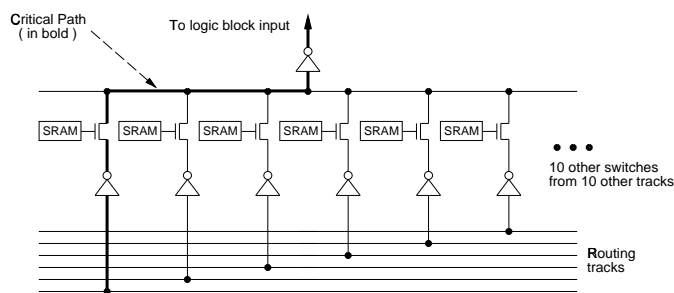 Critical Path
( in bold )
To logic block input
SRAM SRAM SRAM SRAM SRAM SRAM
10 other switches
from 10 other tracks
Routing
tracks